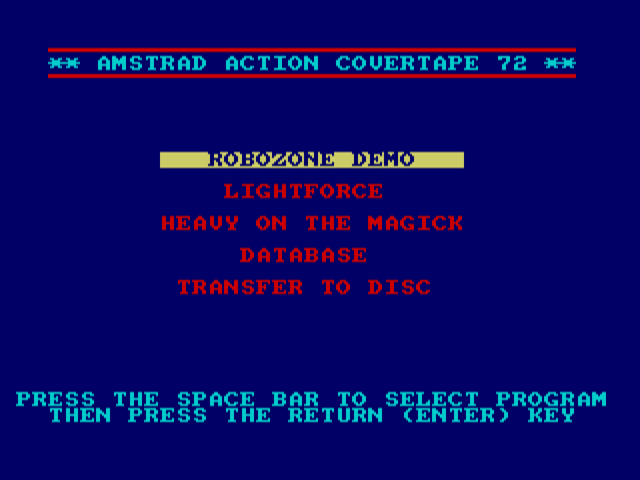 ** AMSTRAD ACTION COVERTAPE 72 **
ROBOZONE DEMO
LIGHTFORCE
HEAVY ON THE MAGICK
DATABASE
TRANSFER TO DISC
PRESS THE SPACE BAR TO SELECT PROGRAM
THEN PRESS THE RETURN (ENTER) KEY